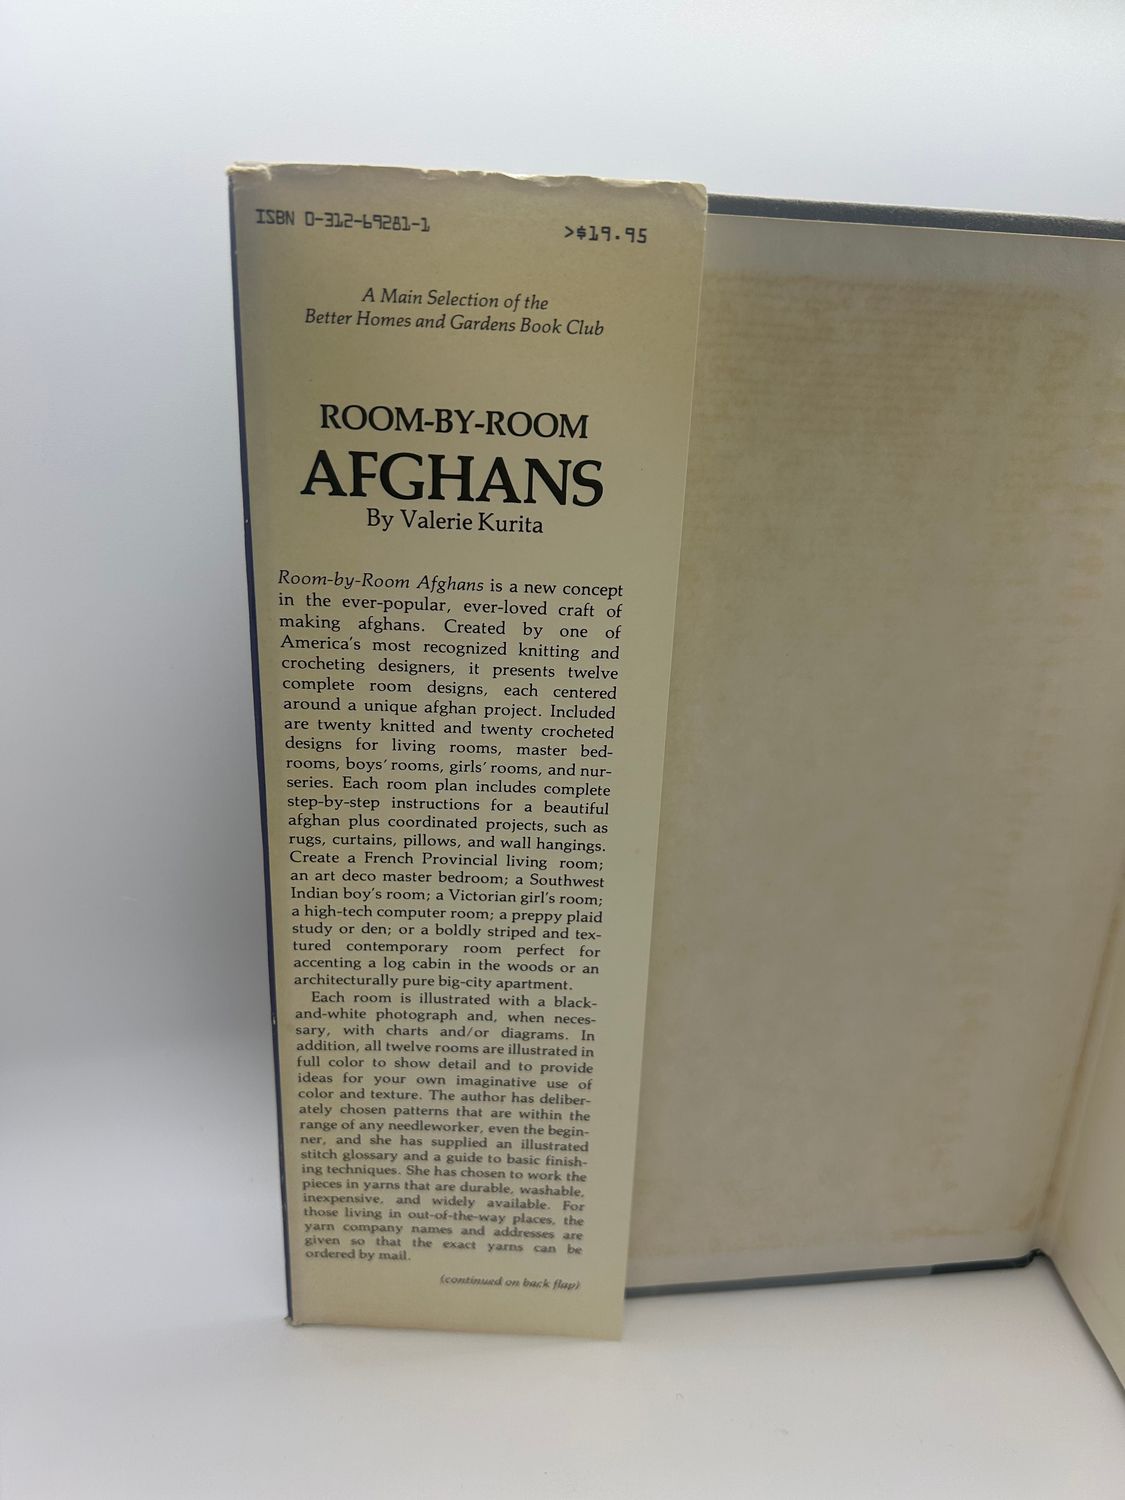 ISBN 0-312-69281-1
>$19.95
A Main Selection of the
Better Homes and Gardens Book Club
ROOM-BY-ROOM
AFGHANS
By Valerie Kurita
Room-by-Room Afghans is a new concept
in the ever-popular, ever-loved craft of
making afghans. Created by one of
America's most recognized knitting and
crocheting designers, it presents twelve
complete room designs, each centered
around a unique afghan project. Included
are twenty knitted and twenty crocheted
designs for living rooms, master bed-
rooms, boys' rooms, girls' rooms, and nur-
series. Each room plan includes complete
step-by-step instructions for a beautiful
afghan plus coordinated projects, such as
rugs, curtains, pillows, and wall hangings.
Create a French Provincial living room;
an art deco master bedroom; a Southwest
Indian boy's room; a Victorian girl's room;
a high-tech computer room; a preppy plaid
study or den; or a boldly striped and tex-
tured contemporary room perfect for
accenting a log cabin in the woods or an
architecturally pure big-city apartment.
Each room is illustrated with a black-
and-white photograph and, when neces-
sary, with charts and/or diagrams. In
addition, all twelve rooms are illustrated in
full color to show detail and to provide
ideas for your own imaginative use of
color and texture. The author has deliber-
ately chosen patterns that are within the
range of any needleworker, even the begin-
ner, and she has supplied an illustrated
stitch glossary and a guide to basic finish-
ing techniques. She has chosen to work the
pieces in yarns that are durable, washable,
inexpensive, and widely available. For
those living in out-of-the-way places, the
yarn company names and addresses are
given so that the exact yarns can be
ordered by mail.
(continued on back flap)